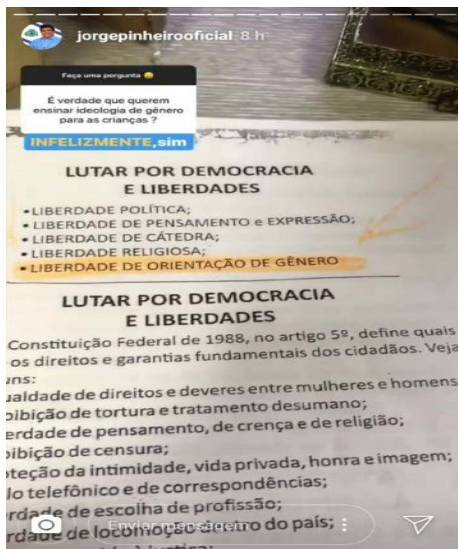 jorgepinheirooficial 8 h
Faça uma pergunta
É verdade que querem
ensinar ideologia de gênero
para as crianças ?
INFELIZMENTE,sim
LUTAR POR DEMOCRACIA
E LIBERDADES
•LIBERDADE POLÍTICA;
• LIBERDADE DE PENSAMENTO e EXPRESSÃO;
• LIBERDADE DE CÁTEDRA;
• LIBERDADE RELIGIOSA;
• LIBERDADE DE ORIENTAÇÃO DE GÊNERO
LUTAR POR DEMOCRACIA
E LIBERDADES
Constituição Federal de 1988, no artigo 5º, define quais
os direitos e garantias fundamentais dos cidadãos. Veja
uns:
ualdade de direitos e deveres entre mulheres e homens
oibição de tortura e tratamento desumano;
erdade de pensamento, de crença e de religião;
oibição de censura;
oteção da intimidade, vida privada, honra e imagem;
lo telefônico e de correspondências;
rdade de escolha de profissão;
rdade de locomoção no do país;
Enviar mensagem